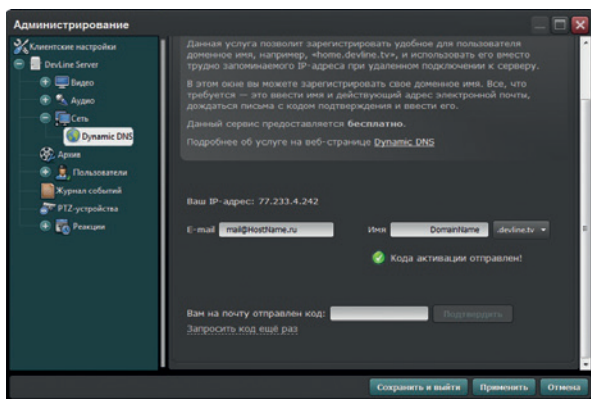 Администрирование
Клиентские настройки
DevLine Server
Видео
Аудио
Сеть
Dynamic DNS
Архив
Пользователи
Журнал событий
PTZ-устройства
Реакции
Данная услуга позволит зарегистрировать удобное для пользователя
доменное имя, например, «home.devline.tv», и использовать его вместо
трудно запоминаемого IP-адреса при удаленном подключении к серверу.
В этом окне вы можете зарегистрировать свое доменное имя. Все, что
требуется — это ввести имя и действующий адрес электронной почты,
дождаться письма с кодом подтверждения и ввести его.
Данный сервис предоставляется бесплатно.
Подробнее об услуге на веб-странице Dynamic DNS
Ваш IP-адрес: 77.233.4.242
E-mail mail@HostName.ru Имя DomainName .devline.tv
Кода активации отправлен!
Вам на почту отправлен код: Подтвердить
Запросить код ещё раз
Сохранить и выйти Применить Отмена